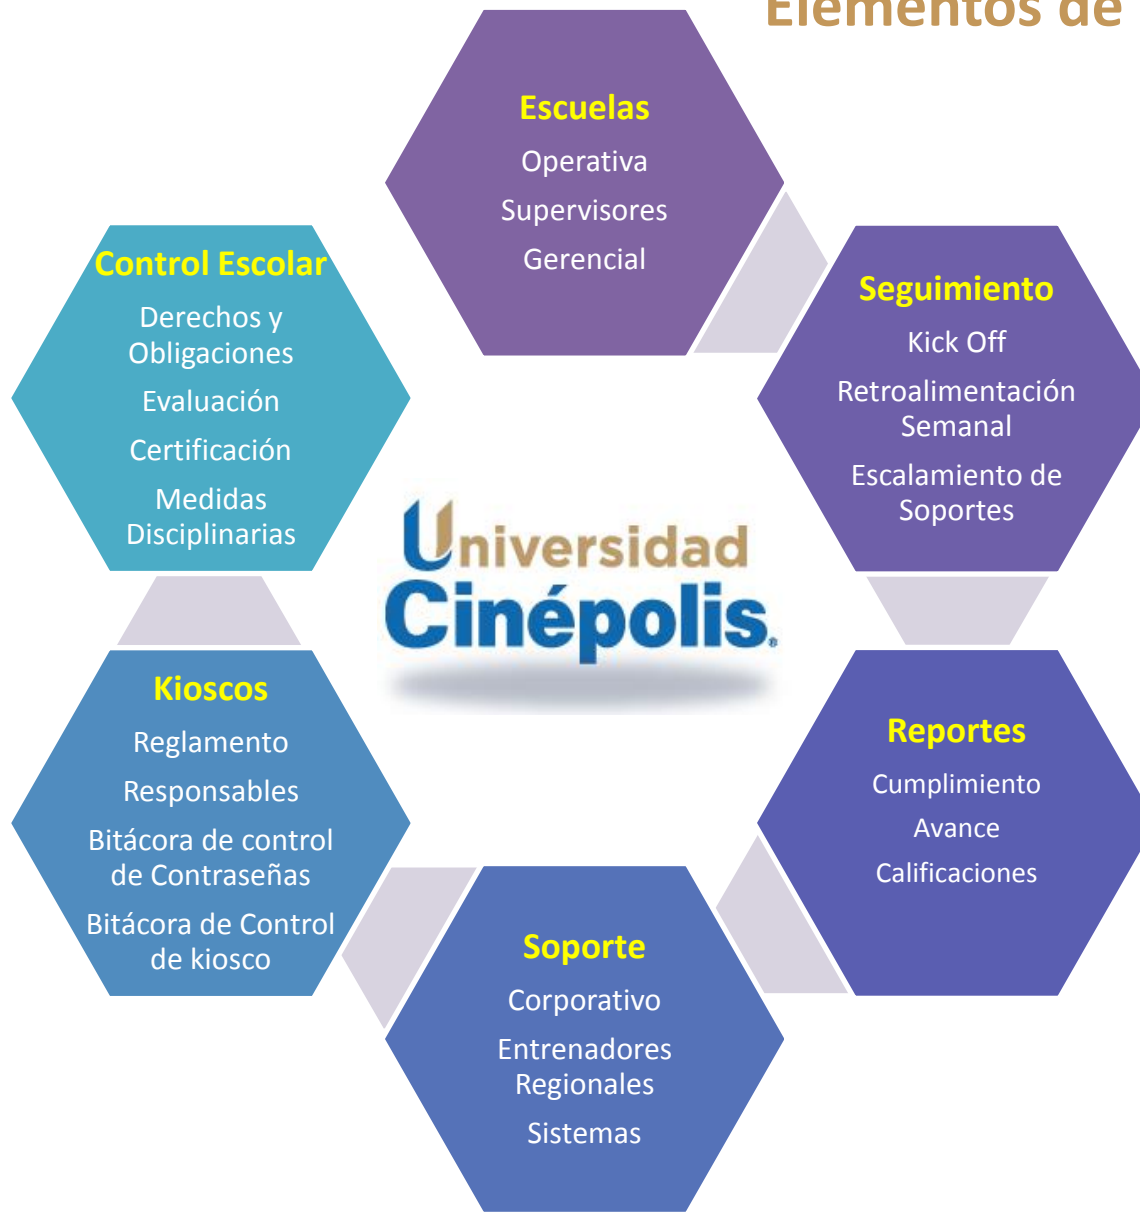 Elementos de
Escuelas
Operativa
Supervisores
Gerencial
Seguimiento
Kick Off
Retroalimentación
Semanal
Escalamiento de
Soportes
Reportes
Cumplimiento
Avance
Calificaciones
Soporte
Corporativo
Entrenadores
Regionales
Sistemas
Kioscos
Reglamento
Responsables
Bitácora de control
de Contraseñas
Bitácora de Control
de kiosco
Control Escolar
Derechos y
Obligaciones
Evaluación
Certificación
Medidas
Disciplinarias
Universidad
Cinépolis®